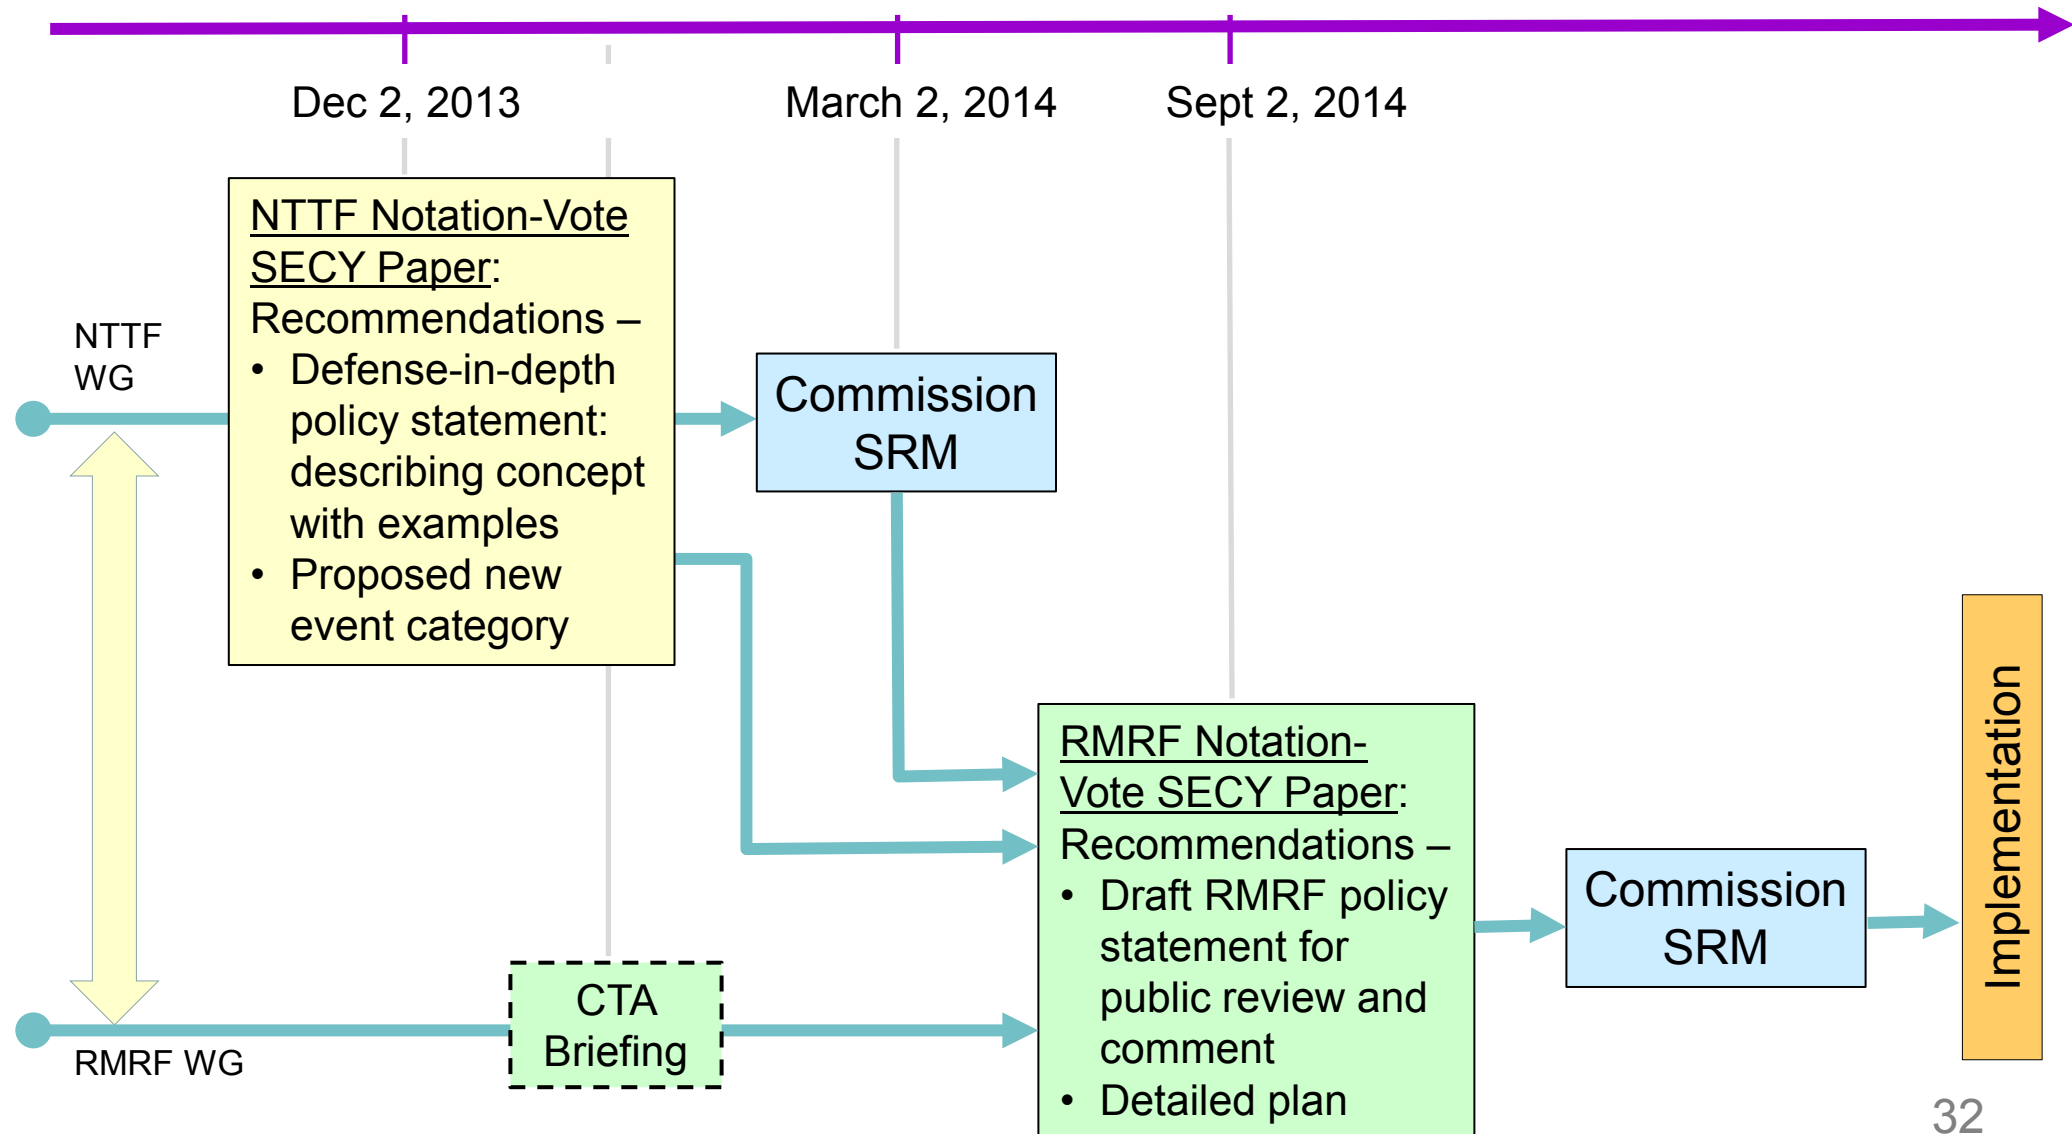 Dec 2, 2013
March 2, 2014
Sept 2, 2014
NTTF Notation-Vote
SECY Paper:
Recommendations –
• Defense-in-depth
policy statement:
describing concept
with examples
• Proposed new
event category
NTTF
WG
Commission
SRM
RMRF Notation-
Vote SECY Paper:
Recommendations –
• Draft RMRF policy
statement for
public review and
comment
• Detailed plan
Commission
SRM
Implementation
CTA
Briefing
RMRF WG
32